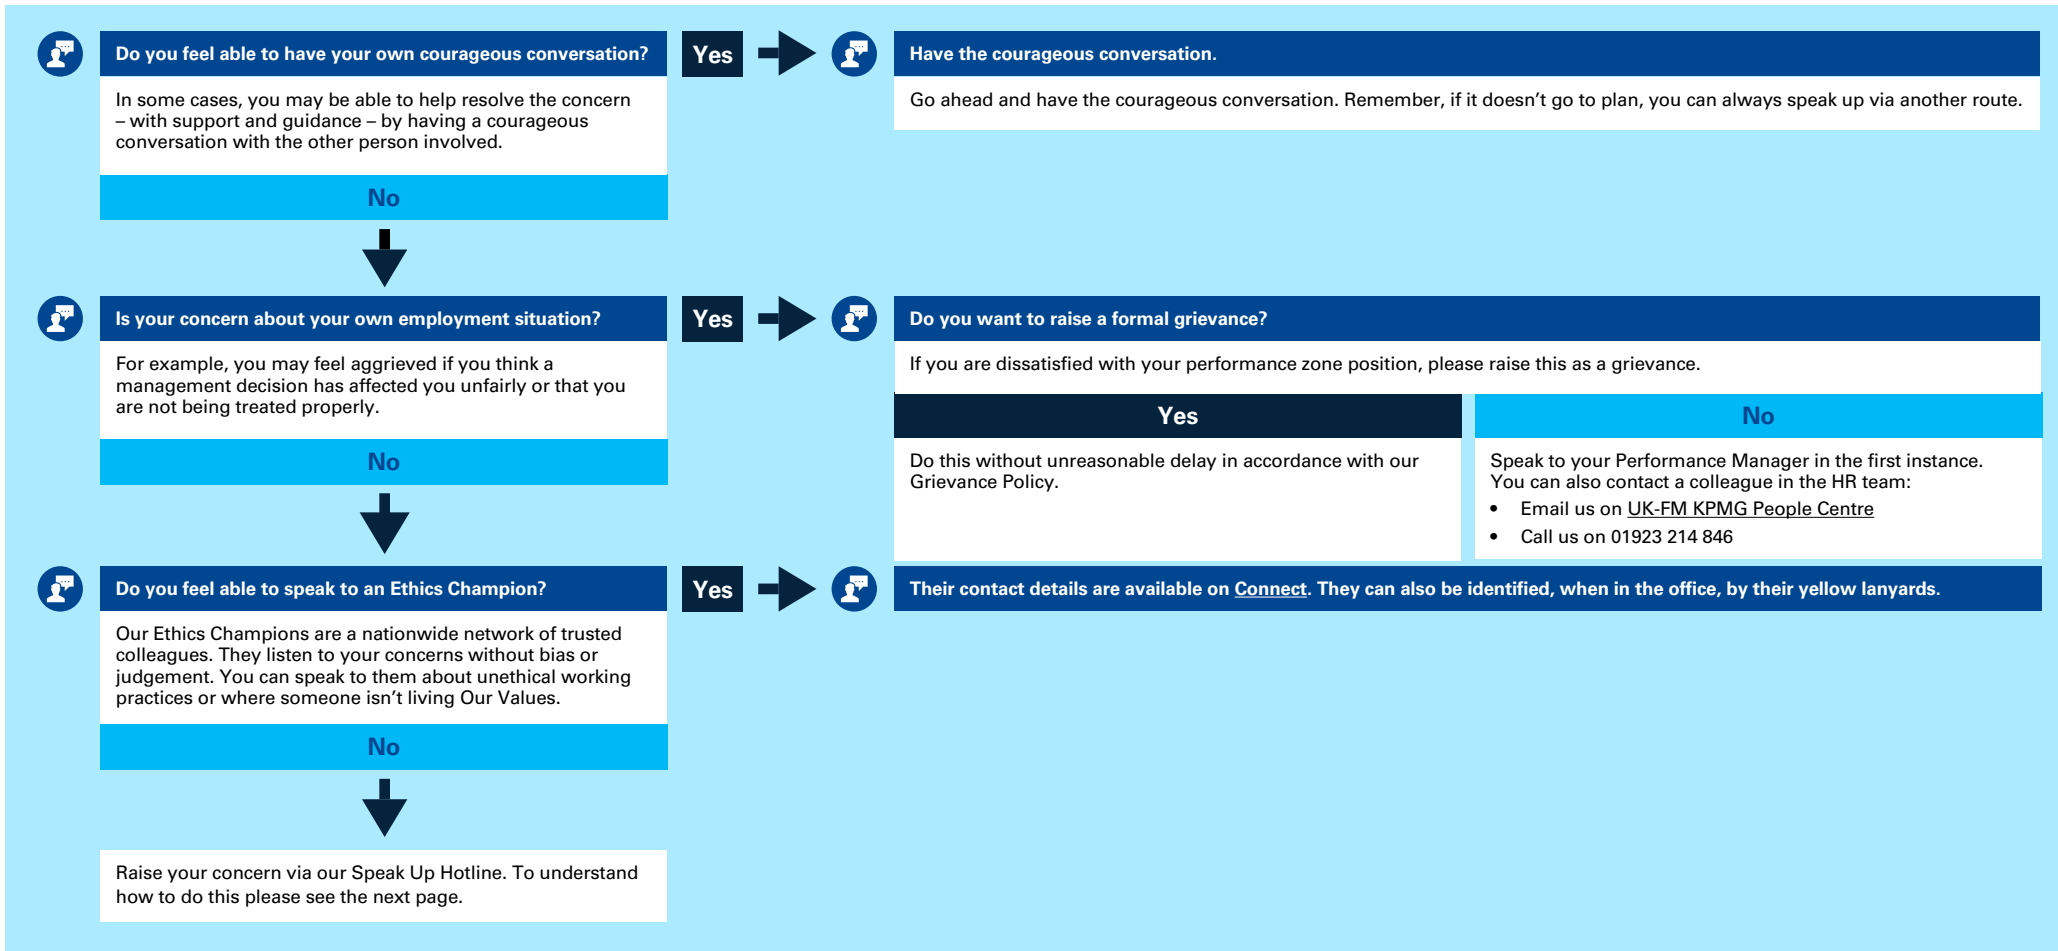 Do you feel able to have your own courageous conversation?
Yes
Have the courageous conversation.
In some cases, you may be able to help resolve the concern
– with support and guidance – by having a courageous
conversation with the other person involved.
Go ahead and have the courageous conversation. Remember, if it doesn’t go to plan, you can always speak up via another route.
No
Is your concern about your own employment situation?
Yes
Do you want to raise a formal grievance?
For example, you may feel aggrieved if you think a
management decision has affected you unfairly or that you
are not being treated properly.
If you are dissatisfied with your performance zone position, please raise this as a grievance.
No
Yes
Do this without unreasonable delay in accordance with our
Grievance Policy.
No
Speak to your Performance Manager in the first instance.
You can also contact a colleague in the HR team:
• Email us on UK-FM KPMG People Centre
• Call us on 01923 214 846
Do you feel able to speak to an Ethics Champion?
Yes
Their contact details are available on Connect. They can also be identified, when in the office, by their yellow lanyards.
Our Ethics Champions are a nationwide network of trusted
colleagues. They listen to your concerns without bias or
judgement. You can speak to them about unethical working
practices or where someone isn’t living Our Values.
No
Raise your concern via our Speak Up Hotline. To understand
how to do this please see the next page.